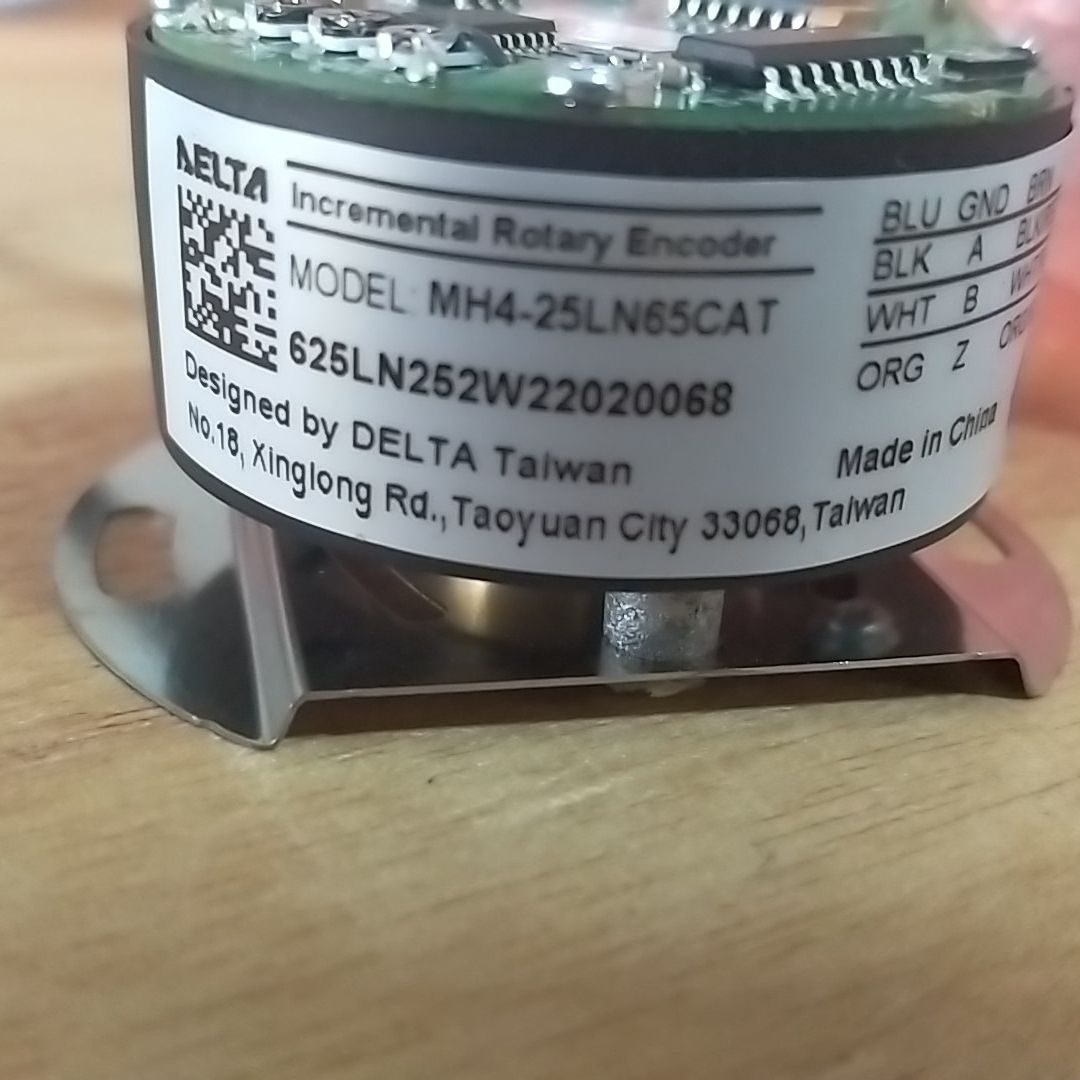 DELTA
Incremental Rotary Encoder
MODEL: MH4-25LN65CAT
625LN252W22020068
Designed by DELTA Taiwan
No.18, Xinglong Rd., Taoyuan City 33068, Taiwan
BLU GND BRN
BLK A
WHT B
ORG Z
Made in China